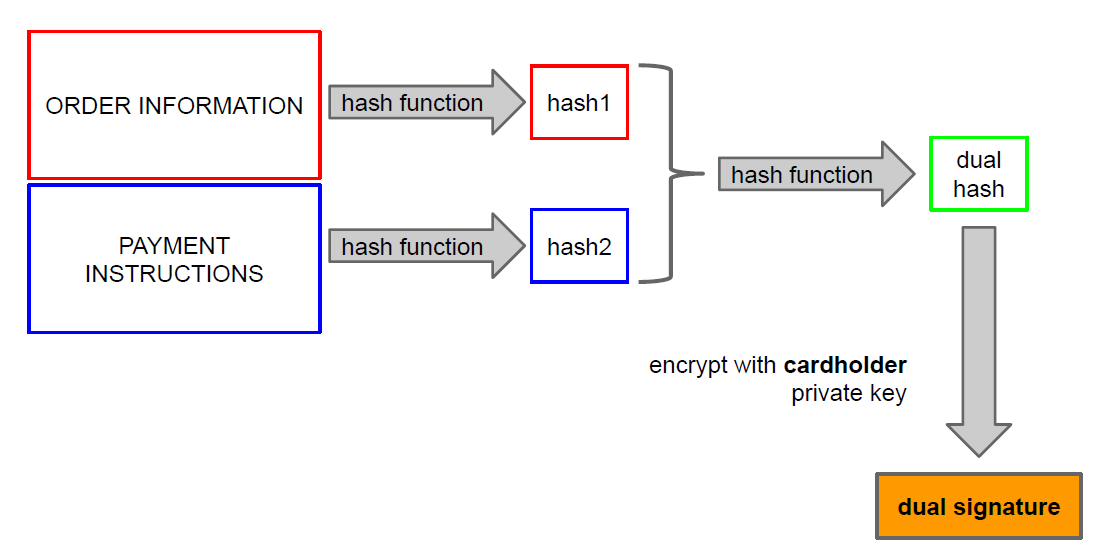 ORDER INFORMATION
hash function
hash1
PAYMENT
INSTRUCTIONS
hash function
hash2
hash function
dual
hash
encrypt with cardholder
private key
dual signature